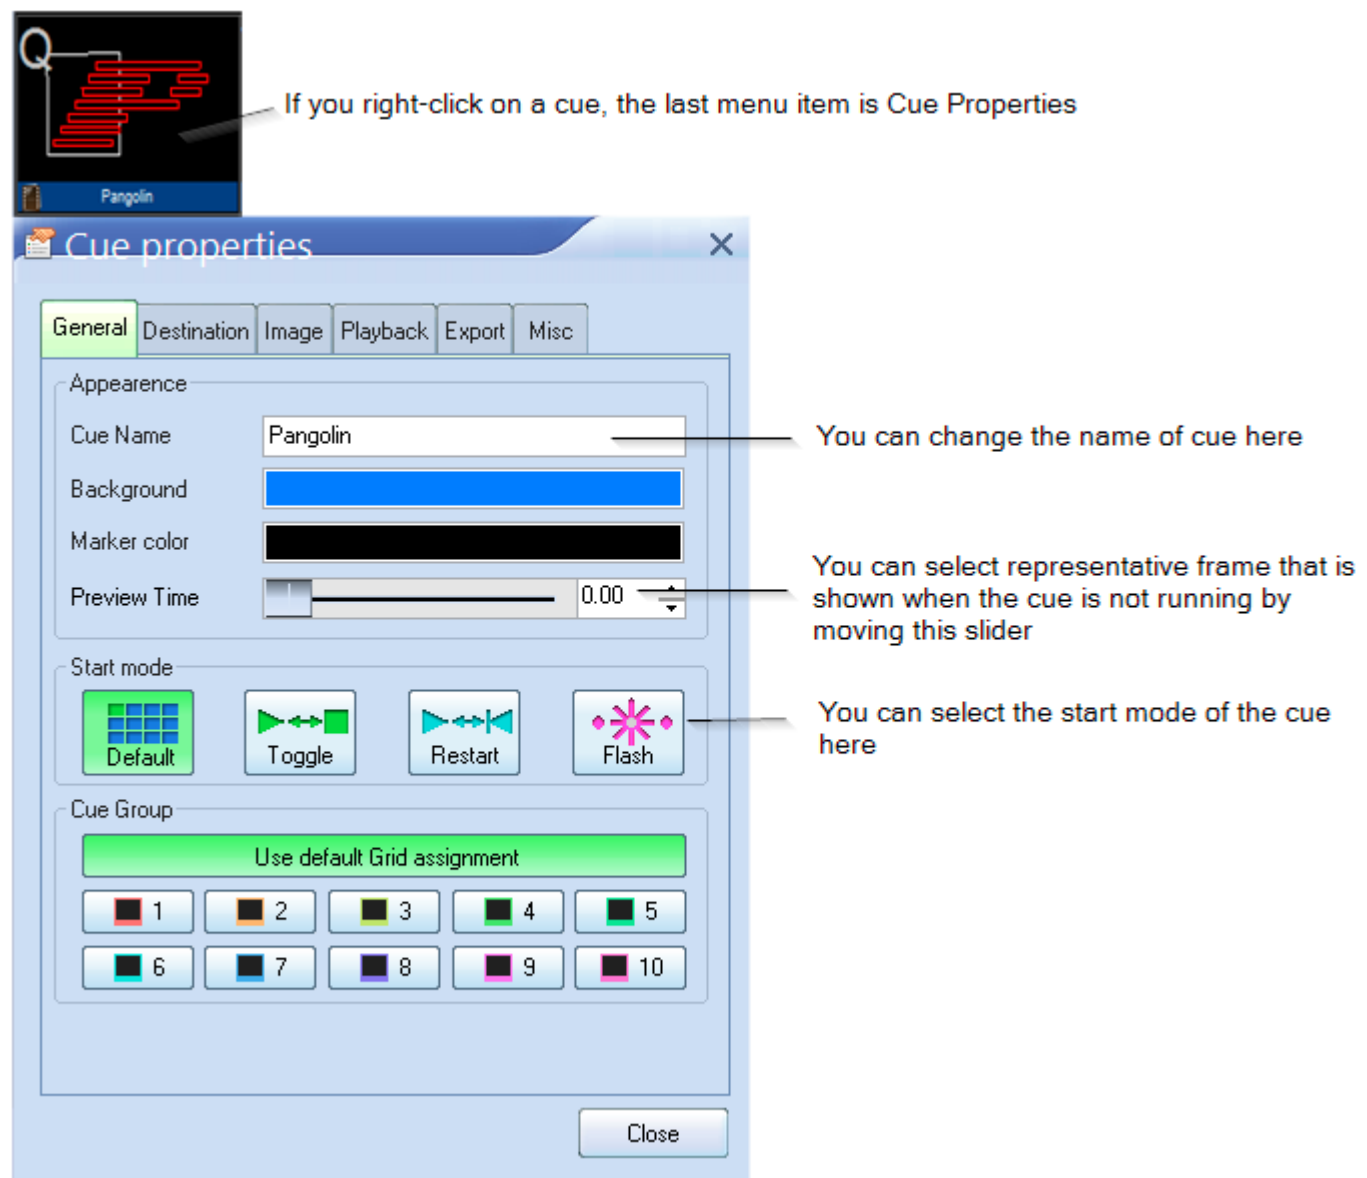 Q
Pangolin
If you right-click on a cue, the last menu item is Cue Properties
Cue properties
General Destination Image Playback Export Misc
Appearence
Cue Name Pangolin
You can change the name of cue here
Background
Marker color
Preview Time 0.00
You can select representative frame that is
shown when the cue is not running by
moving this slider
Start mode
Default Toggle Restart Flash
You can select the start mode of the cue
here
Cue Group
Use default Grid assignment
1 2 3 4 5
6 7 8 9 10
Close